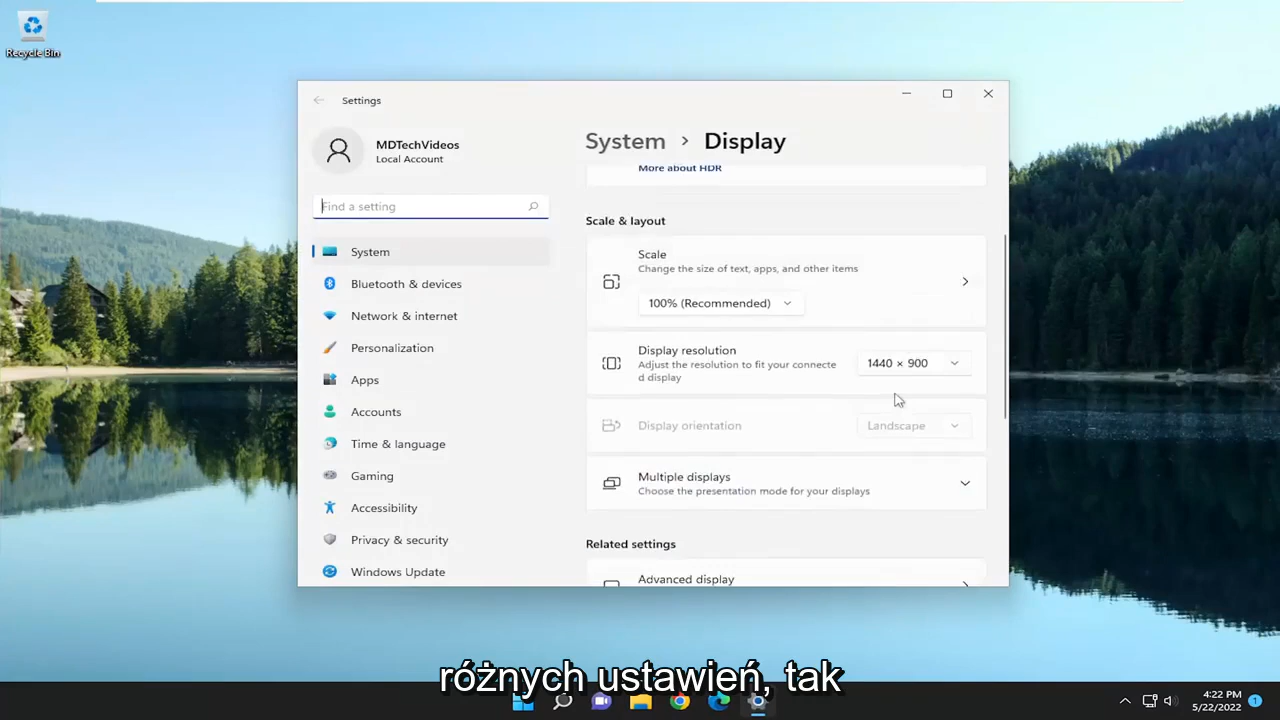 Recycle Bin
Settings
MDTechVideos
Local Account
Find a setting
System
Bluetooth & devices
Network & internet
Personalization
Apps
Accounts
Time & language
Gaming
Accessibility
Privacy & security
Windows Update
System › Display
More about HDR
Scale & layout
Scale
Change the size of text, apps, and other items
100% (Recommended)
Display resolution
Adjust the resolution to fit your connecte
d display
1440 × 900
Display orientation
Landscape
Multiple displays
Choose the presentation mode for your displays
Related settings
Advanced display
różnych ustawień, tak
4:22 PM
5/22/2022
1